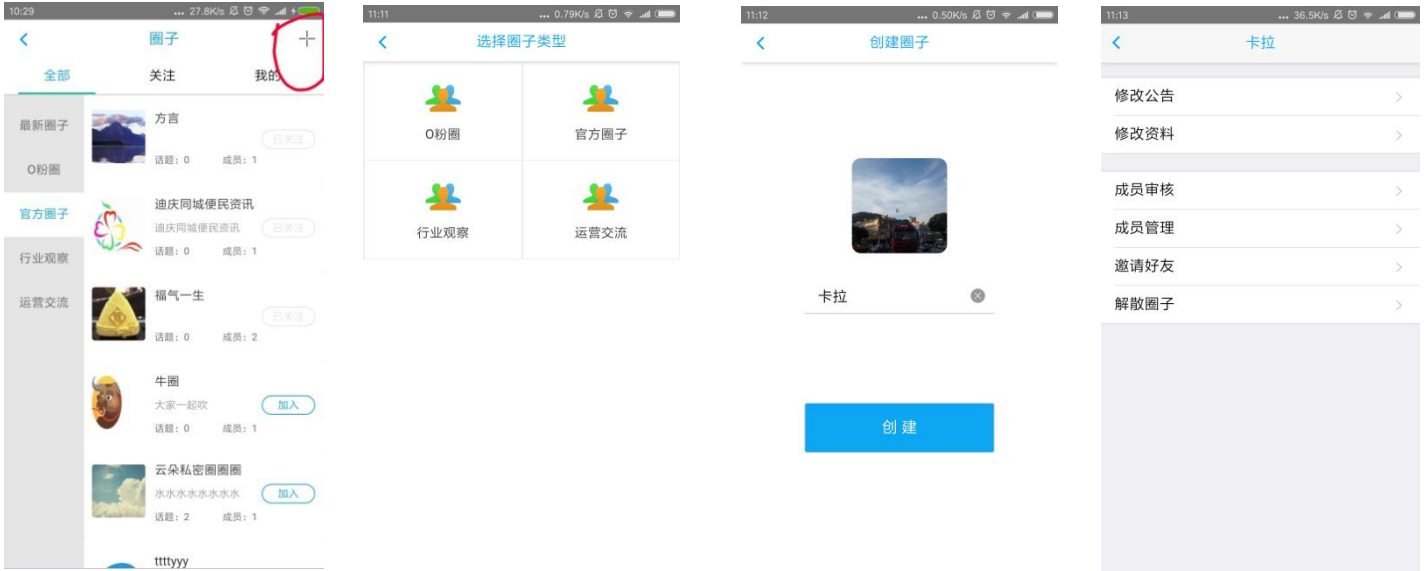 10:29
... 27.8K/s
圈子
全部 关注 我的
最新圈子
O粉圈
官方圈子
行业观察
运营交流
方言
已关注
话题：0 成员：1
迪庆同城便民资讯
迪庆同城便民资讯
已关注
话题：0 成员：1
福气一生
已关注
话题：0 成员：2
牛圈
大家一起吹
加入
话题：0 成员：1
云朵私密圈圈圈
水水水水水水水水
加入
话题：2 成员：1
ttttyyy
11:11
... 0.79K/s
选择圈子类型
O粉圈
官方圈子
行业观察
运营交流
11:12
... 0.50K/s
创建圈子
卡拉
创 建
11:13
... 36.5K/s
卡拉
修改公告
修改资料
成员审核
成员管理
邀请好友
解散圈子